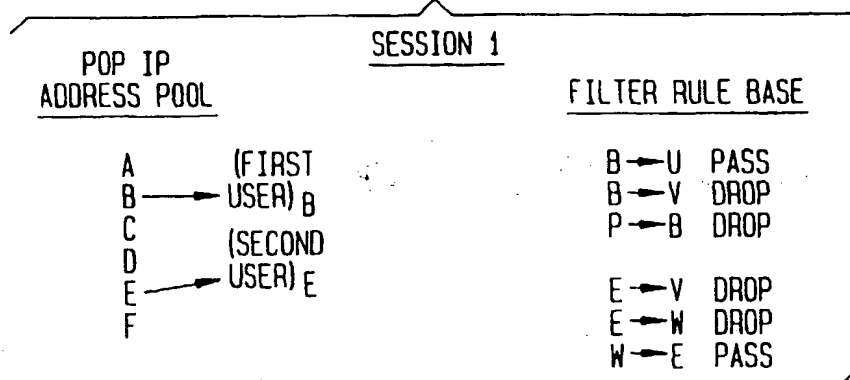 SESSION 1
POP IP
ADDRESS POOL
A
B → (FIRST USER) B
C
D
E → (SECOND USER) E
F
FILTER RULE BASE
B → U PASS
B → V DROP
P → B DROP
E → V DROP
E → W DROP
W → E PASS